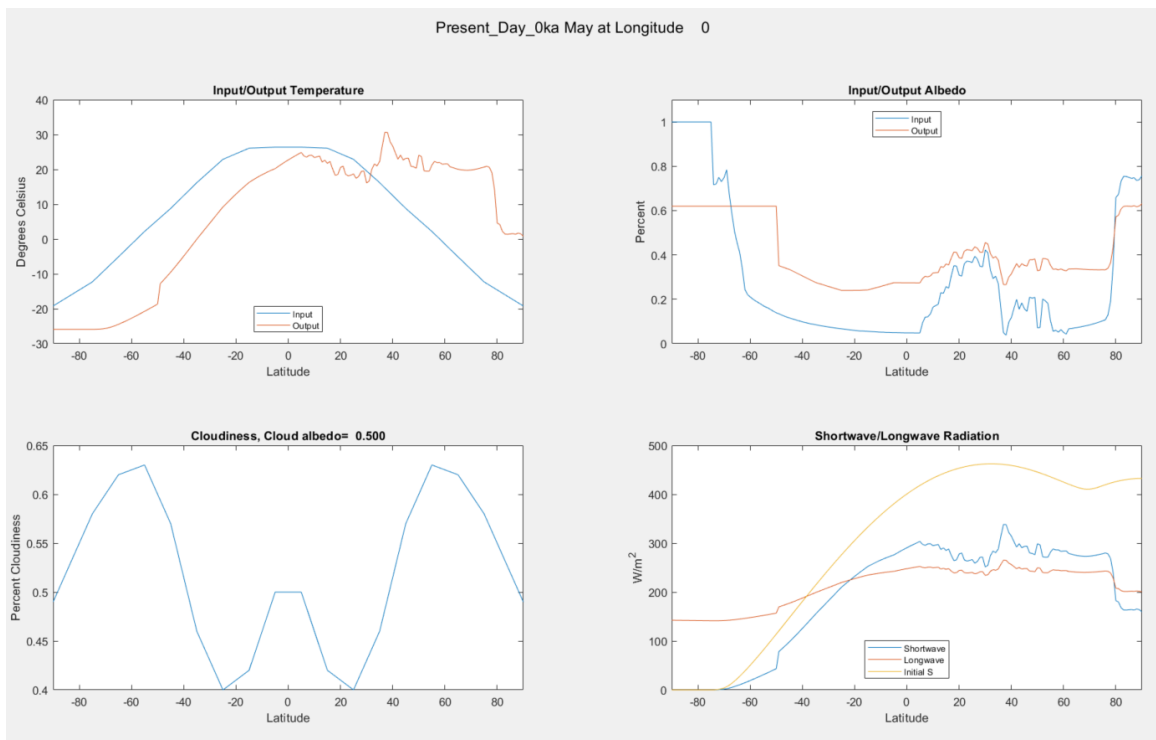 Present_Day_0ka May at Longitude 0
Input/Output Temperature
40
30
20
10
0
-10
-20
-30
Degrees Celsius
Input
Output
-80 -60 -40 -20 0 20 40 60 80
Latitude
Input/Output Albedo
1
0.8
0.6
0.4
0.2
0
Percent
Input
Output
-80 -60 -40 -20 0 20 40 60 80
Latitude
Cloudiness, Cloud albedo= 0.500
0.65
0.6
0.55
0.5
0.45
0.4
Percent Cloudiness
-80 -60 -40 -20 0 20 40 60 80
Latitude
Shortwave/Longwave Radiation
500
400
300
200
100
0
W/m2
Shortwave
Longwave
Initial S
-80 -60 -40 -20 0 20 40 60 80
Latitude